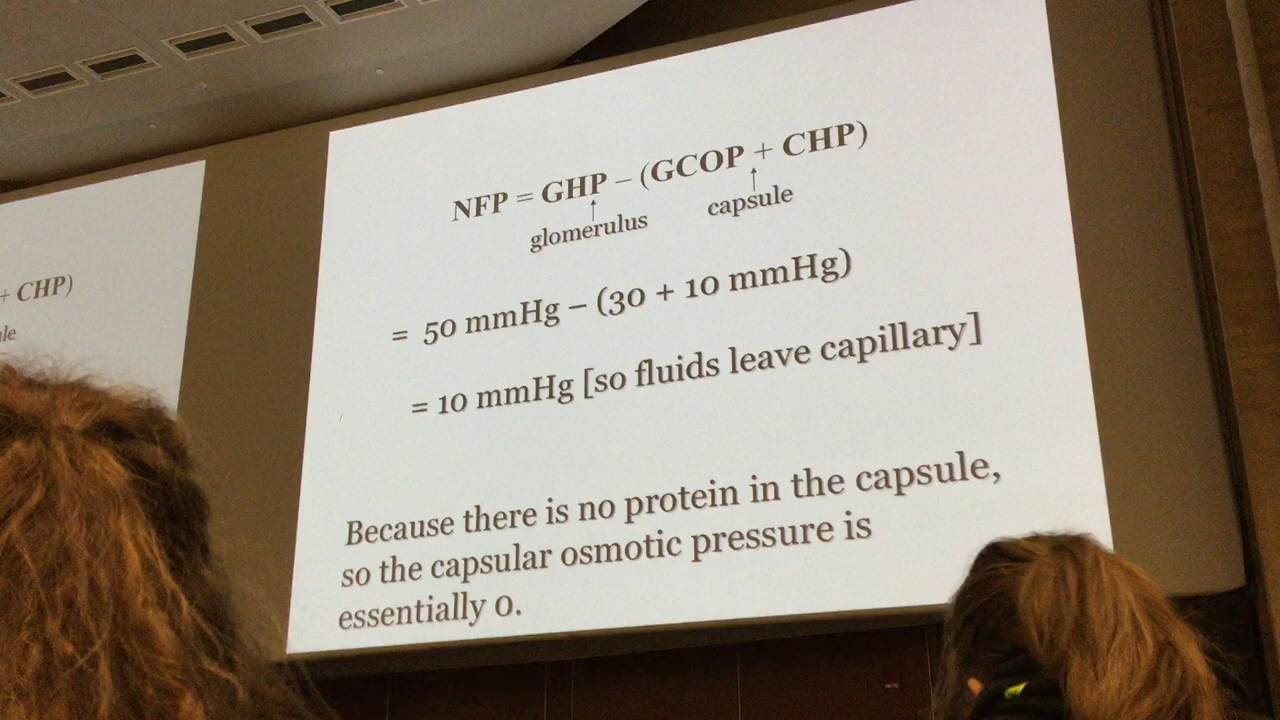 NFP = GHP – (GCOP + CHP)
glomerulus capsule
= 50 mmHg – (30 + 10 mmHg)
= 10 mmHg [so fluids leave capillary]
Because there is no protein in the capsule,
so the capsular osmotic pressure is
essentially 0.
+ CHP)
le